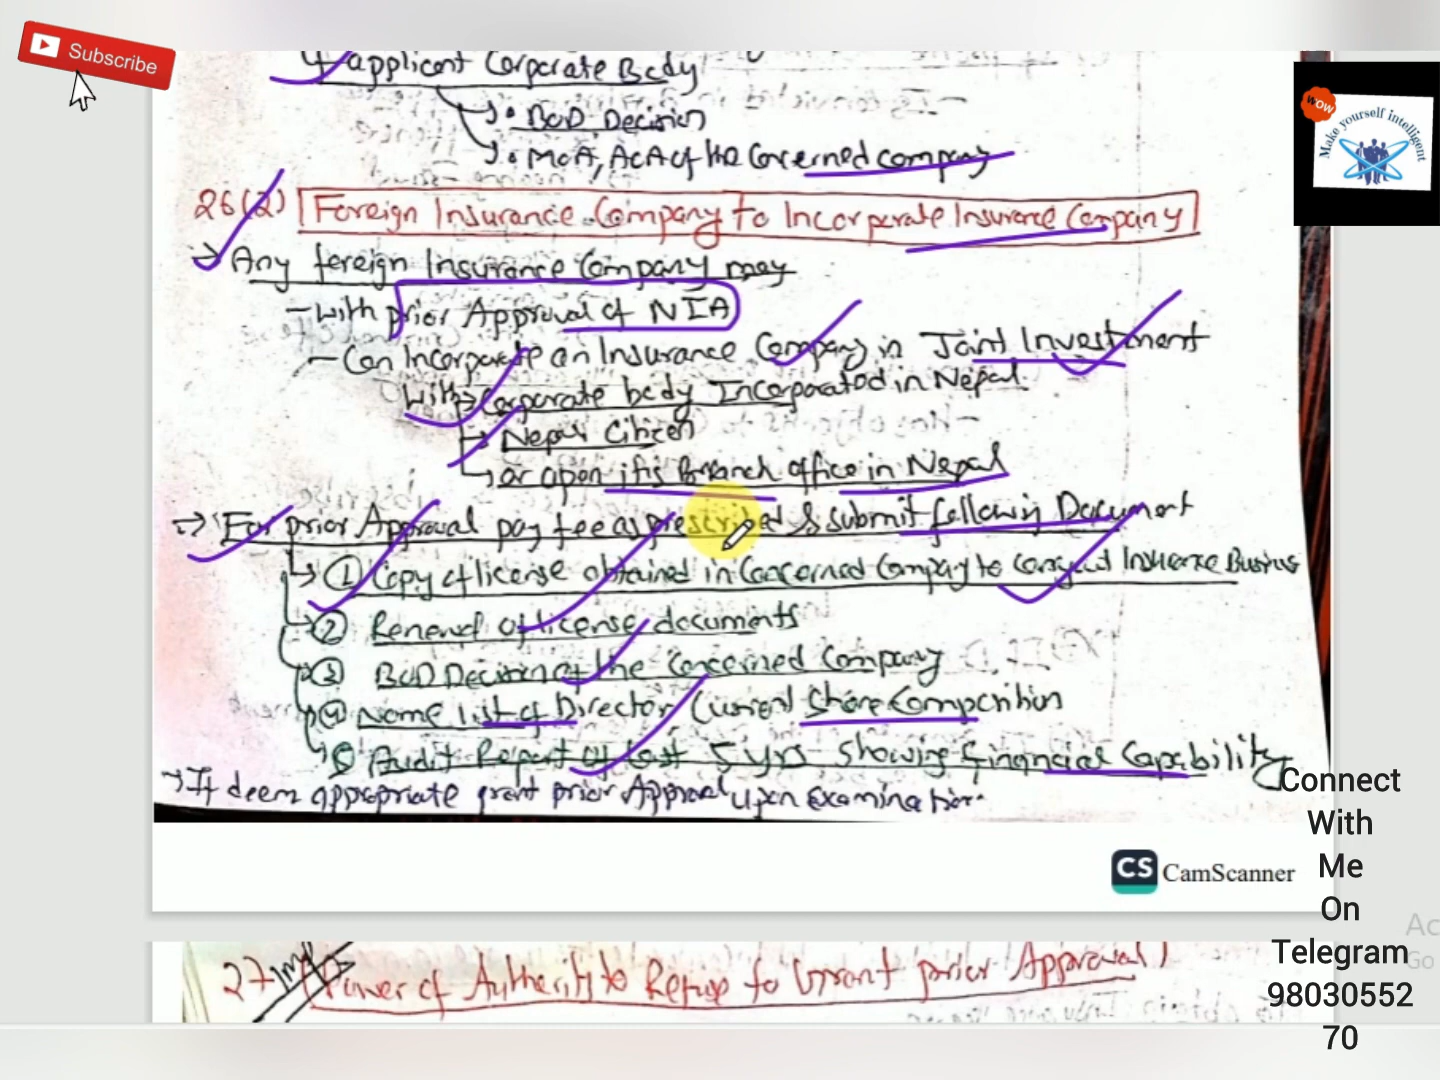 Subscribe
applicant Corporate Body
• BOD Decision
• MOA, AOA of the Concerned company
WOW
Make yourself intelligent
26(2) Foreign Insurance Company to Incorporate Insurance Company
→ Any foreign Insurance Company may
- with prior Approval of NIA
- Can Incorporate an Insurance Company in Joint Investment
with → Corporate body Incorporated in Nepal
→ Nepali Citizen
→ or open its Branch office in Nepal
→ For prior Approval pay fee as prescribed & submit following Document
→ ① Copy of license obtained in Concerned Company to conduct Insurance Business
→ ② Renewal of license documents
→ ③ BOD Decision of the Concerned Company
→ ④ Name List of Director, Current Share Composition
→ ⑤ Audit Report of last 5 yrs showing Financial Capability
→ If deem appropriate grant prior Approval upon Examination.
CS CamScanner
Connect
With
Me
On
Telegram
98030552
70
27 Imp Power of Authority to Refuse to Grant prior Approval